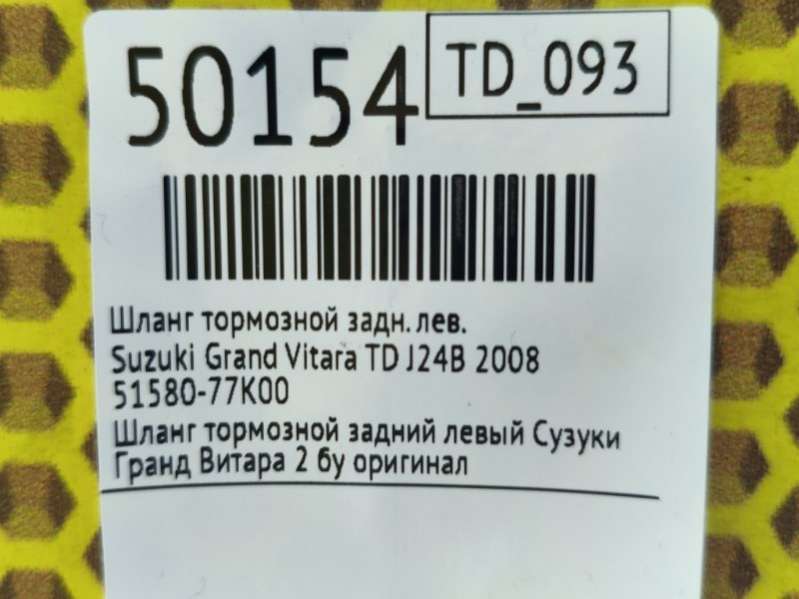 50154
TD_093
Шланг тормозной задн. лев.
Suzuki Grand Vitara TD J24B 2008
51580-77K00
Шланг тормозной задний левый Сузуки
Гранд Витара 2 бу оригинал